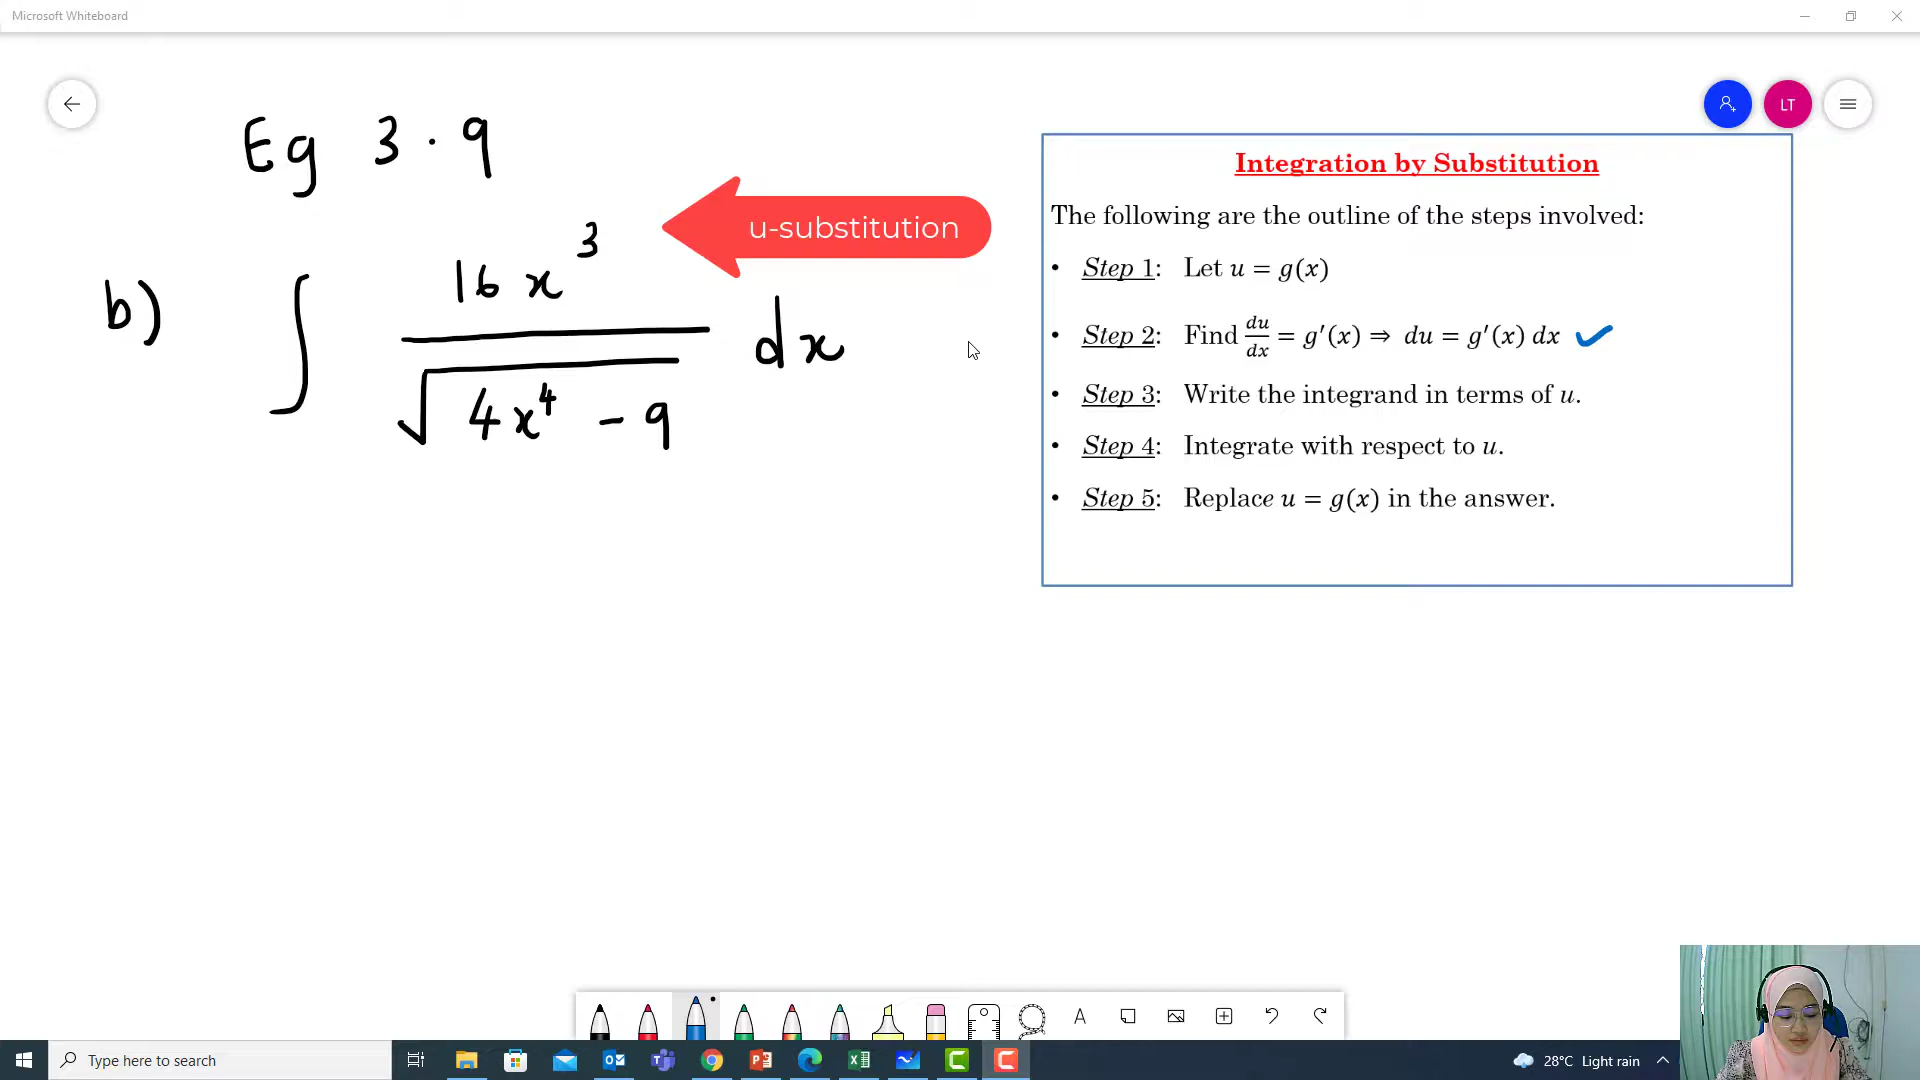 Microsoft Whiteboard
LT
Eg 3.9
u-substitution
b) ∫ 16x³ / √(4x⁴ - 9) dx
Integration by Substitution
The following are the outline of the steps involved:
• Step 1: Let u = g(x)
• Step 2: Find du/dx = g′(x) ⇒ du = g′(x) dx ✓
• Step 3: Write the integrand in terms of u.
• Step 4: Integrate with respect to u.
• Step 5: Replace u = g(x) in the answer.
A
Type here to search
28°C Light rain